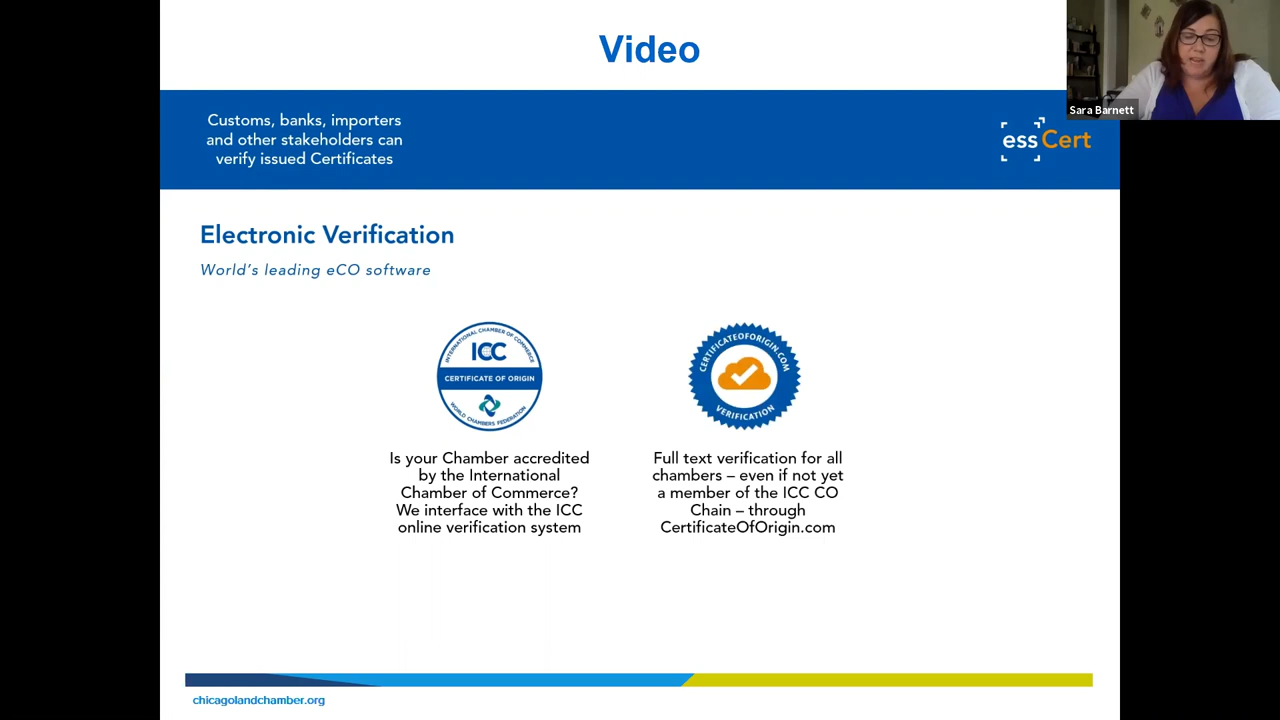 Video
Sara Barnett
Customs, banks, importers
and other stakeholders can
verify issued Certificates
essCert
Electronic Verification
World's leading eCO software
INTERNATIONAL CHAMBER OF COMMERCE
ICC
CERTIFICATE OF ORIGIN
WORLD CHAMBERS FEDERATION
CERTIFICATEOFORIGIN.COM
VERIFICATION
Is your Chamber accredited
by the International
Chamber of Commerce?
We interface with the ICC
online verification system
Full text verification for all
chambers – even if not yet
a member of the ICC CO
Chain – through
CertificateOfOrigin.com
chicagolandchamber.org